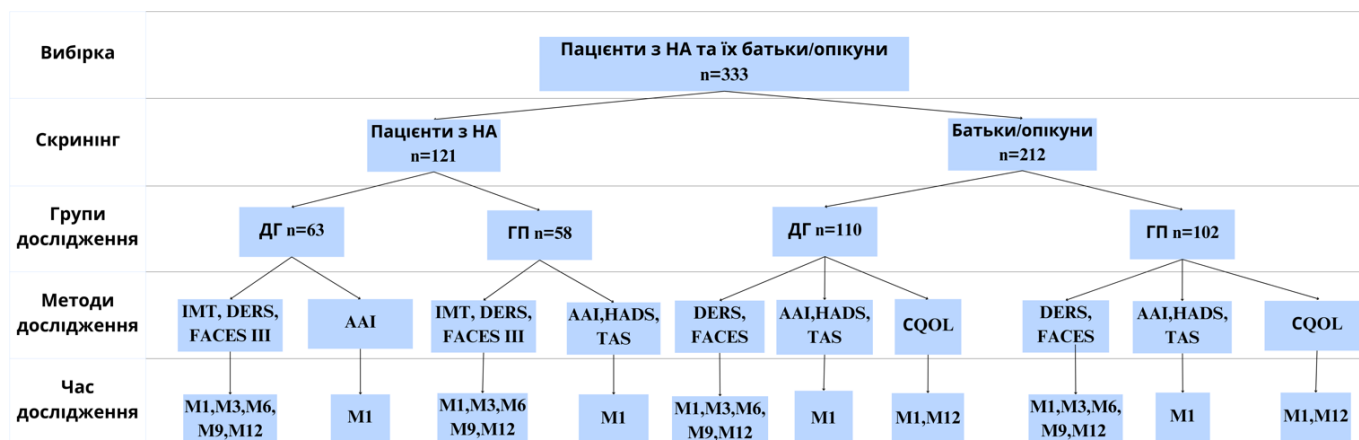 Вибірка
Пацієнти з НА та їх батьки/опікуни
n=333
Скринінг
Пацієнти з НА
n=121
Батьки/опікуни
n=212
Групи
дослідження
ДГ n=63
ГП n=58
ДГ n=110
ГП n=102
Методи
дослідження
ІМТ, DERS,
FACES III
AAI
ІМТ, DERS,
FACES III
AAI,HADS,
TAS
DERS,
FACES
AAI,HADS,
TAS
CQOL
DERS,
FACES
AAI,HADS,
TAS
CQOL
Час
дослідження
M1,M3,M6,
M9,M12
M1
M1,M3,M6
M9,M12
M1
M1,M3,M6,
M9,M12
M1
M1,M12
M1,M3,M6,
M9,M12
M1
M1,M12